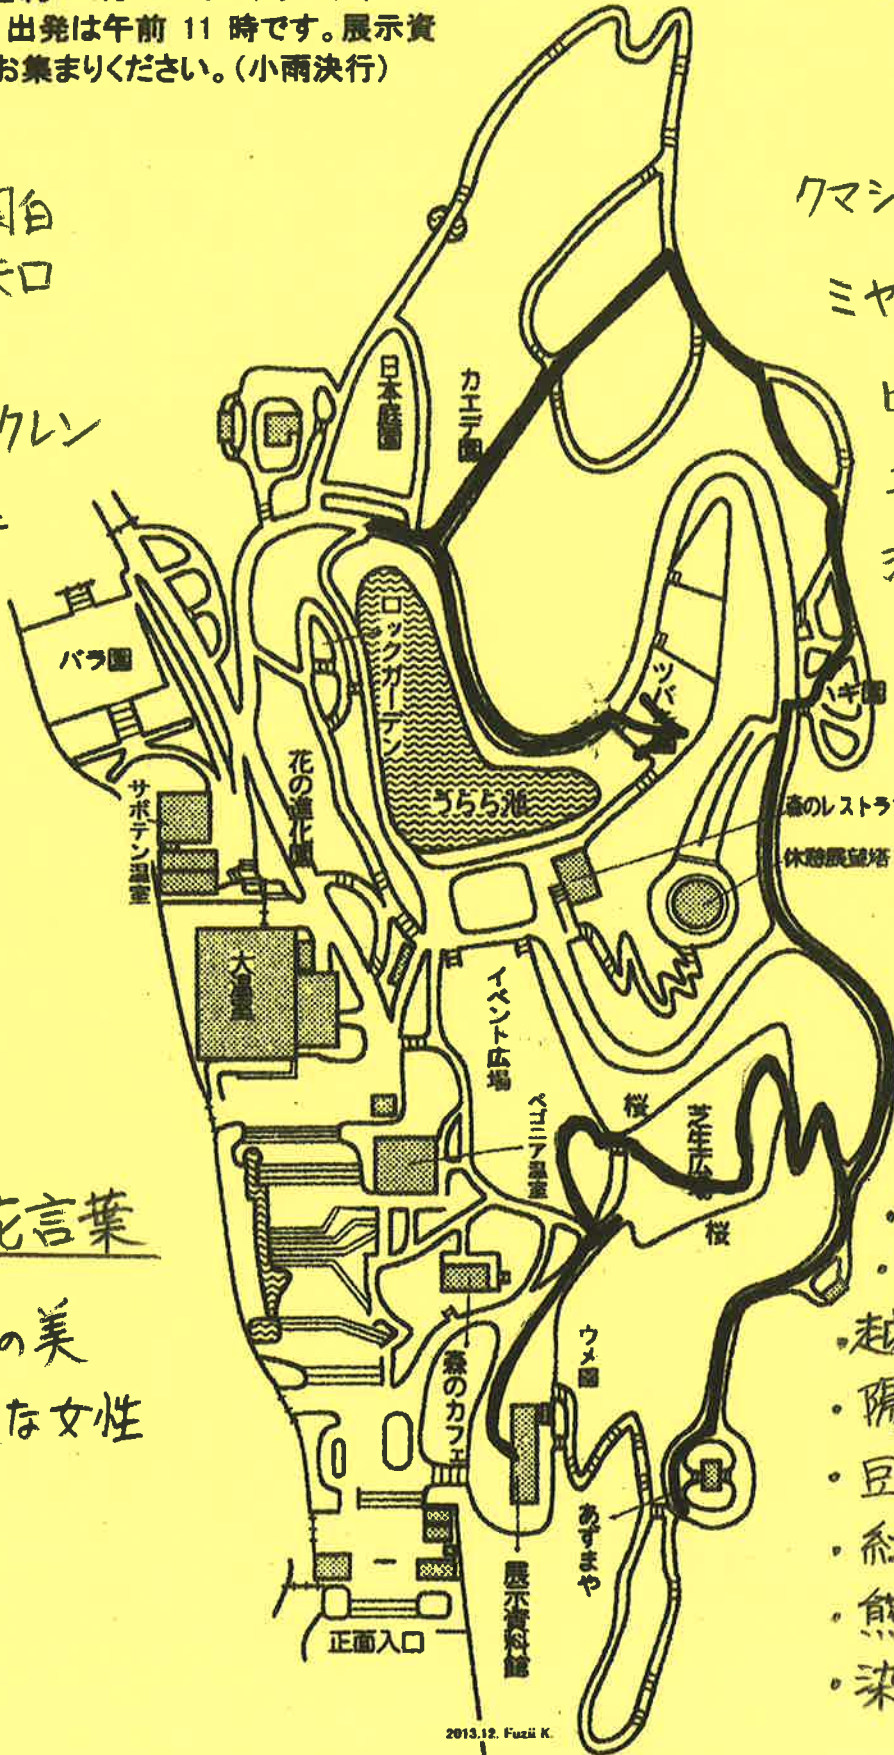 出発は午前 11 時です。展示資
お集まりください。(小雨決行)
クマシ
ミヤ
クレン
日本庭園
カエデ園
バラ園
ロックガーデン
ツバ
ハギ園
サボテン温室
花の進化園
うらら池
森のレストラ
休憩展望塔
大温室
イベント広場
ベゴニア温室
桜
芝生広場
桜
花言葉
の美
な女性
ウメ園
森のカフェ
あずまや
展示資料館
正面入口
・
・
・越
・陽
・豆
・紅
・熊
・染
2013.12. Fuzii K.